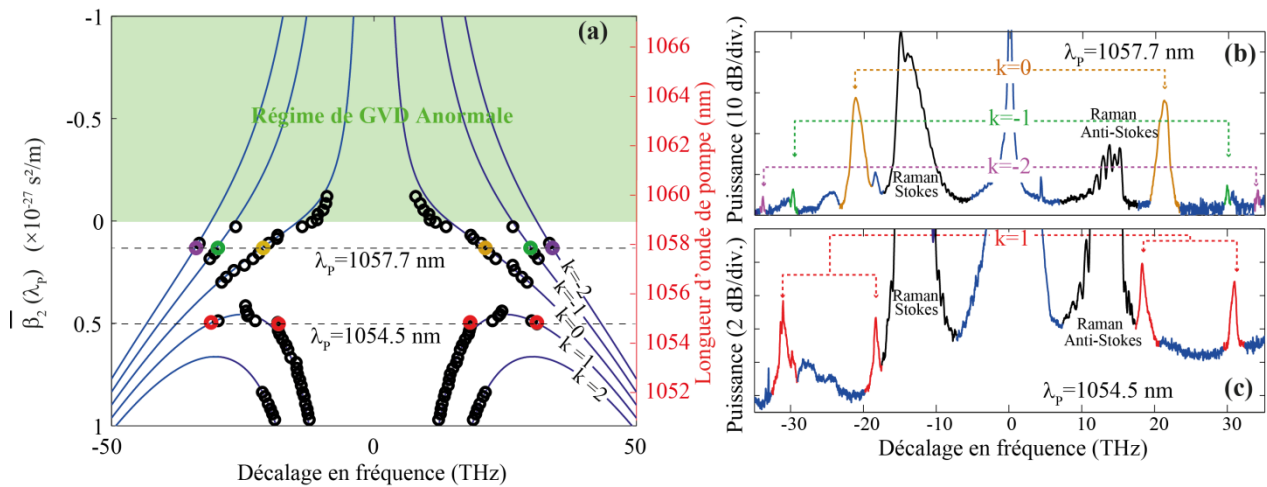 (a)
Régime de GVD Anormale
λP=1057.7 nm
λP=1054.5 nm
k=-2
k=-1
k=0
k=1
k=2
-1
-0.5
0
0.5
1
β2 (λP) (×10⁻²⁷ s²/m)
-50
0
50
Décalage en fréquence (THz)
1066
1064
1062
1060
1058
1056
1054
1052
Longueur d'onde de pompe (nm)
(b)
λP=1057.7 nm
k=0
k=-1
k=-2
Raman
Stokes
Raman
Anti-Stokes
Puissance (10 dB/div.)
(c)
λP=1054.5 nm
k=1
Raman
Stokes
Raman
Anti-Stokes
Puissance (2 dB/div.)
-30
-20
-10
0
10
20
30
Décalage en fréquence (THz)